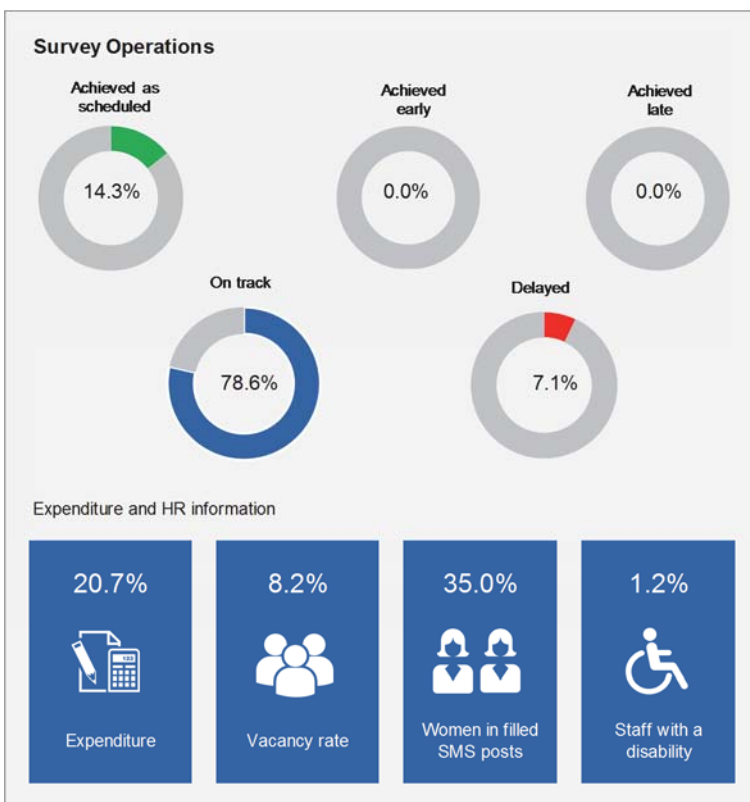 Survey Operations
Achieved as
scheduled
14.3%
Achieved
early
0.0%
Achieved
late
0.0%
On track
78.6%
Delayed
7.1%
Expenditure and HR information
20.7%
Expenditure
8.2%
Vacancy rate
35.0%
Women in filled
SMS posts
1.2%
Staff with a
disability